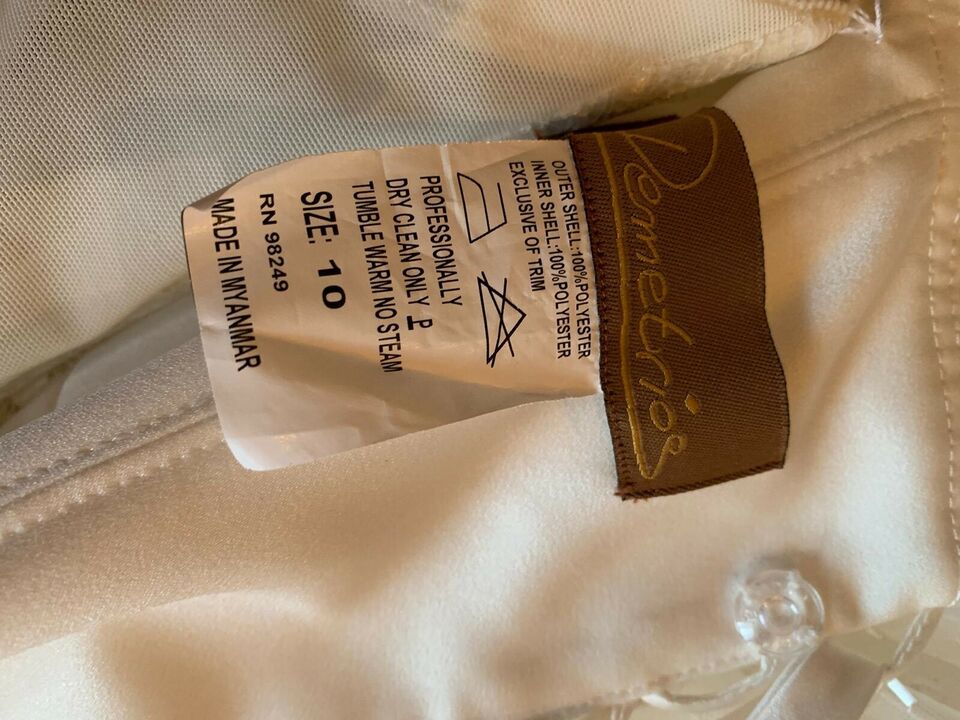 Demetrios
OUTER SHELL:100%POLYESTER
INNER SHELL:100%POLYESTER
EXCLUSIVE OF TRIM
PROFESSIONALLY
DRY CLEAN ONLY P
TUMBLE WARM NO STEAM
SIZE: 10
RN 98249
MADE IN MYANMAR